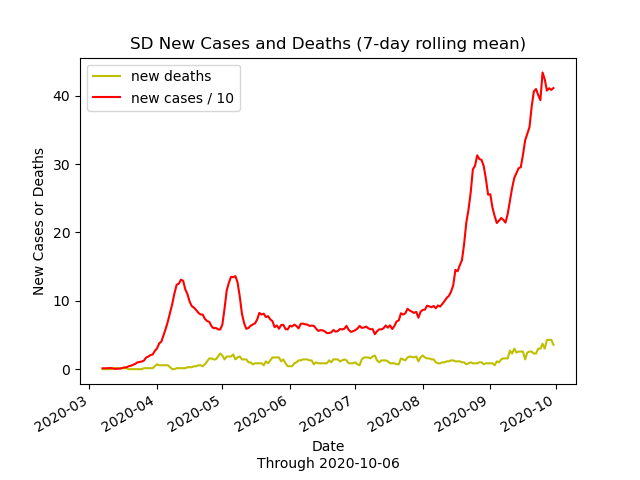 SD New Cases and Deaths (7-day rolling mean)
new deaths
new cases / 10
New Cases or Deaths
40
30
20
10
0
2020-03
2020-04
2020-05
2020-06
2020-07
2020-08
2020-09
2020-10
Date
Through 2020-10-06